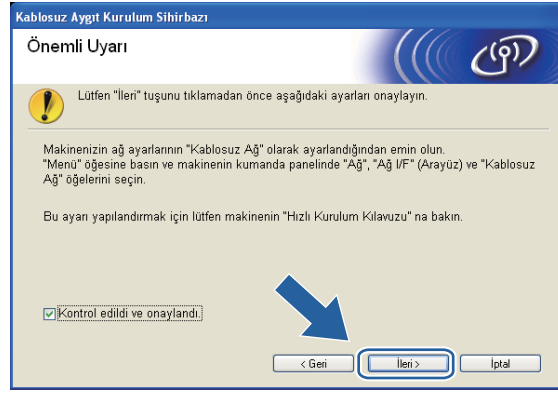 Kablosuz Aygıt Kurulum Sihirbazı
Önemli Uyarı
Lütfen "İleri" tuşunu tıklamadan önce aşağıdaki ayarları onaylayın.
Makinenizin ağ ayarlarının "Kablosuz Ağ" olarak ayarlandığından emin olun.
"Menü" öğesine basın ve makinenin kumanda panelinde "Ağ", "Ağ I/F" (Arayüz) ve "Kablosuz
Ağ" öğelerini seçin.
Bu ayarı yapılandırmak için lütfen makinenin "Hızlı Kurulum Kılavuzu" na bakın.
Kontrol edildi ve onaylandı.
< Geri
İleri >
İptal